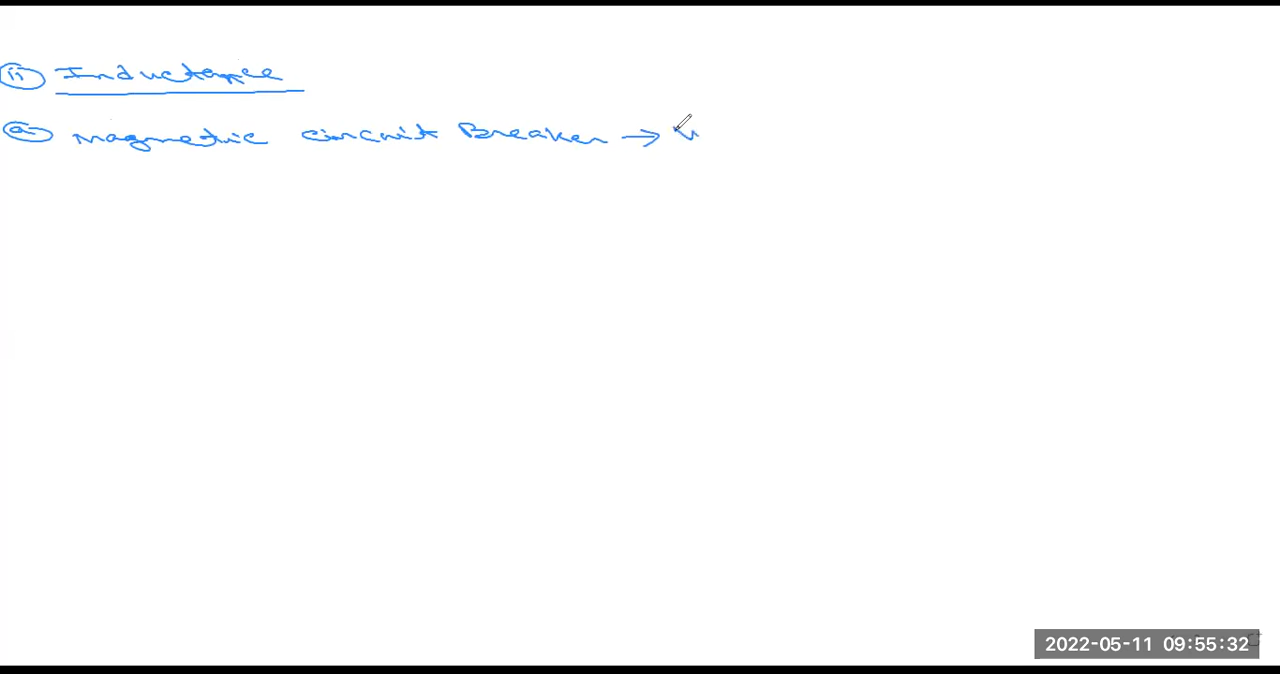 (ii) Inductance
(a) Magnetic Circuit Breaker →
2022-05-11 09:55:32